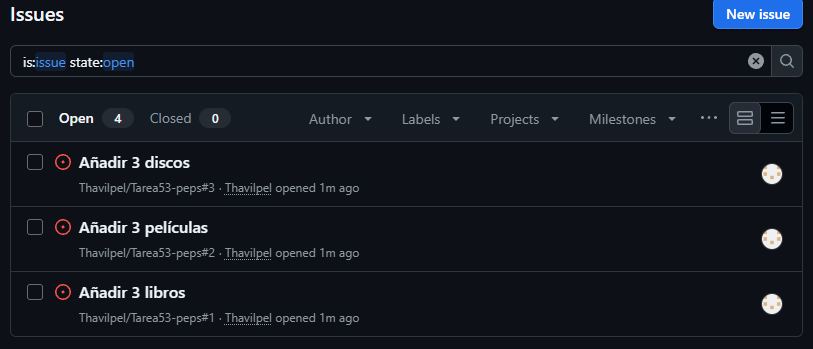 Issues
New issue
is:issue state:open
Open 4 Closed 0 Author Labels Projects Milestones
Añadir 3 discos
Thavilpel/Tarea53-peps#3 · Thavilpel opened 1m ago
Añadir 3 películas
Thavilpel/Tarea53-peps#2 · Thavilpel opened 1m ago
Añadir 3 libros
Thavilpel/Tarea53-peps#1 · Thavilpel opened 1m ago